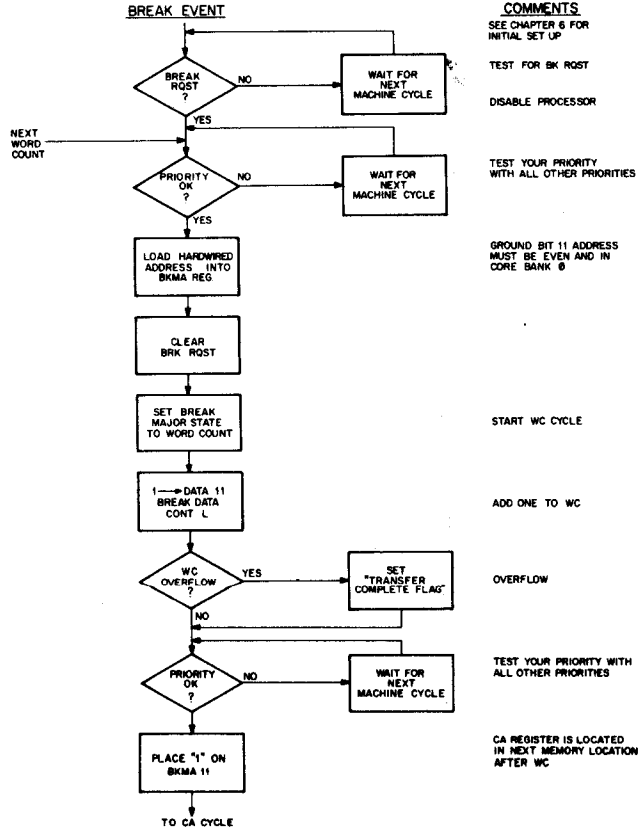 BREAK EVENT
COMMENTS
SEE CHAPTER 6 FOR
INITIAL SET UP
BREAK
RQST
?
NO
YES
WAIT FOR
NEXT
MACHINE CYCLE
TEST FOR BK RQST
DISABLE PROCESSOR
NEXT
WORD
COUNT
PRIORITY
OK
?
NO
YES
WAIT FOR
NEXT
MACHINE CYCLE
TEST YOUR PRIORITY
WITH ALL OTHER PRIORITIES
LOAD HARDWIRED
ADDRESS INTO
BKMA REG
GROUND BIT 11 ADDRESS
MUST BE EVEN AND IN
CORE BANK 0
CLEAR
BRK RQST
SET BREAK
MAJOR STATE
TO WORD COUNT
START WC CYCLE
1→DATA 11
BREAK DATA
CONT L
ADD ONE TO WC
WC
OVERFLOW
?
YES
NO
SET
"TRANSFER
COMPLETE FLAG"
OVERFLOW
PRIORITY
OK
?
NO
YES
WAIT FOR
NEXT
MACHINE CYCLE
TEST YOUR PRIORITY WITH
ALL OTHER PRIORITIES
PLACE "1" ON
BKMA 11
CA REGISTER IS LOCATED
IN NEXT MEMORY LOCATION
AFTER WC
TO CA CYCLE